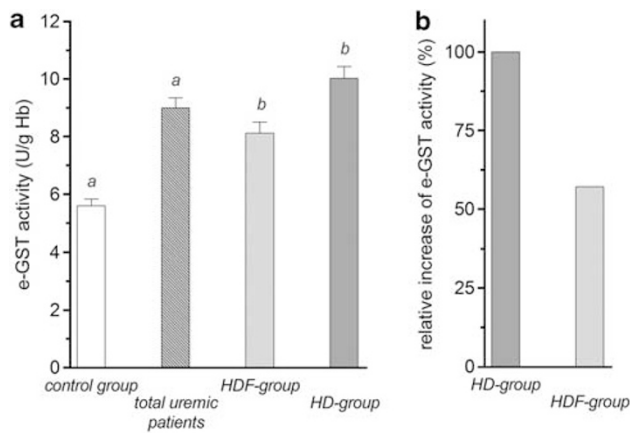 a
e-GST activity (U/g Hb)
12
10
8
6
4
2
0
a
a
b
b
control group
total uremic
patients
HDF-group
HD-group
b
relative increase of e-GST activity (%)
100
75
50
25
0
HD-group
HDF-group